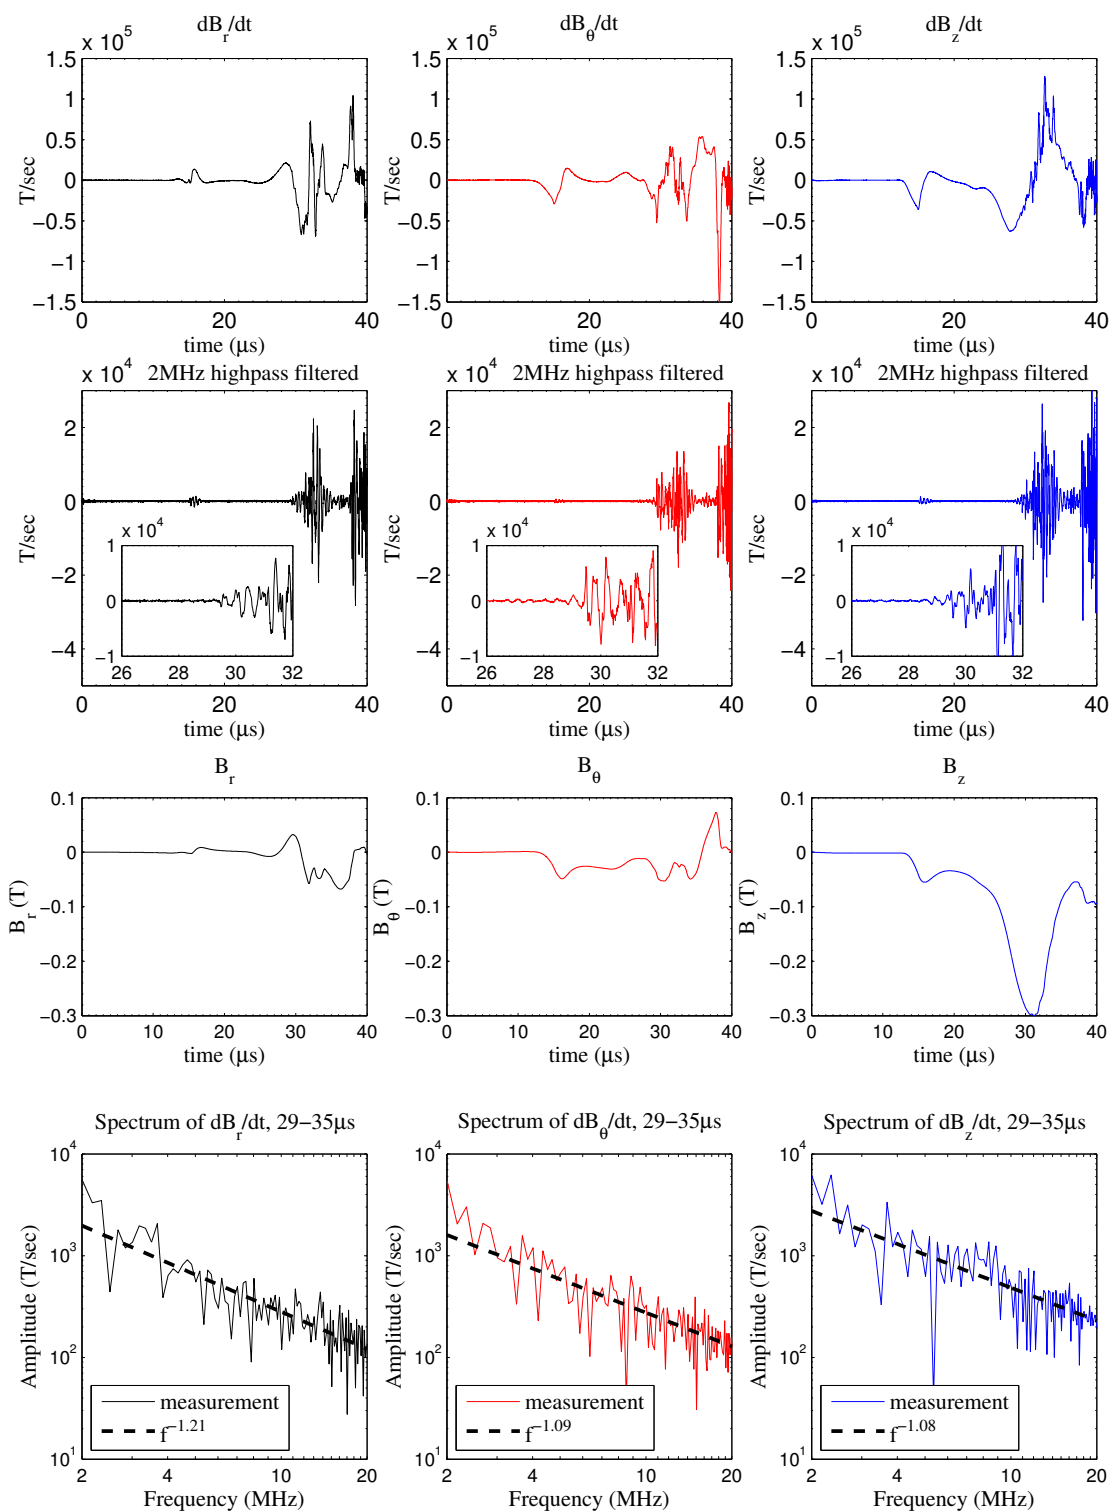 dB_r/dt dB_θ/dt dB_z/dt
x 10^5 x 10^5 x 10^5
1.5 1.5 1.5
1 1 1
0.5 0.5 0.5
0 0 0
−0.5 −0.5 −0.5
−1 −1 −1
−1.5 −1.5 −1.5
T/sec T/sec T/sec
0 20 40 0 20 40 0 20 40
time (μs) time (μs) time (μs)
x 10^4 2MHz highpass filtered x 10^4 2MHz highpass filtered x 10^4 2MHz highpass filtered
2 2 2
0 0 0
−2 −2 −2
−4 −4 −4
T/sec T/sec T/sec
x 10^4 x 10^4 x 10^4
1 1 1
0 0 0
−1 −1 −1
26 28 30 32 26 28 30 32 26 28 30 32
0 20 40 0 20 40 0 20 40
time (μs) time (μs) time (μs)
B_r B_θ B_z
0.1 0.1 0.1
0 0 0
−0.1 −0.1 −0.1
−0.2 −0.2 −0.2
−0.3 −0.3 −0.3
B_r (T) B_θ (T) B_z (T)
0 10 20 30 40 0 10 20 30 40 0 10 20 30 40
time (μs) time (μs) time (μs)
Spectrum of dB_r/dt, 29−35μs Spectrum of dB_θ/dt, 29−35μs Spectrum of dB_z/dt, 29−35μs
10^4 10^4 10^4
10^3 10^3 10^3
10^2 10^2 10^2
10^1 10^1 10^1
Amplitude (T/sec) Amplitude (T/sec) Amplitude (T/sec)
measurement measurement measurement
f^−1.21 f^−1.09 f^−1.08
2 4 10 20 2 4 10 20 2 4 10 20
Frequency (MHz) Frequency (MHz) Frequency (MHz)